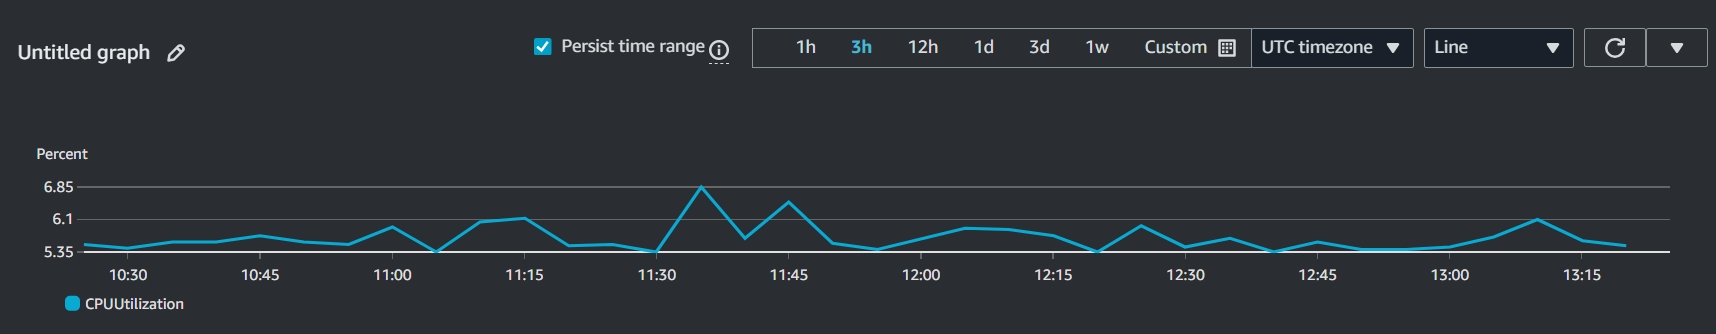 Untitled graph
Persist time range
1h 3h 12h 1d 3d 1w Custom
UTC timezone
Line
Percent
6.85
6.1
5.35
10:30 10:45 11:00 11:15 11:30 11:45 12:00 12:15 12:30 12:45 13:00 13:15
CPUUtilization